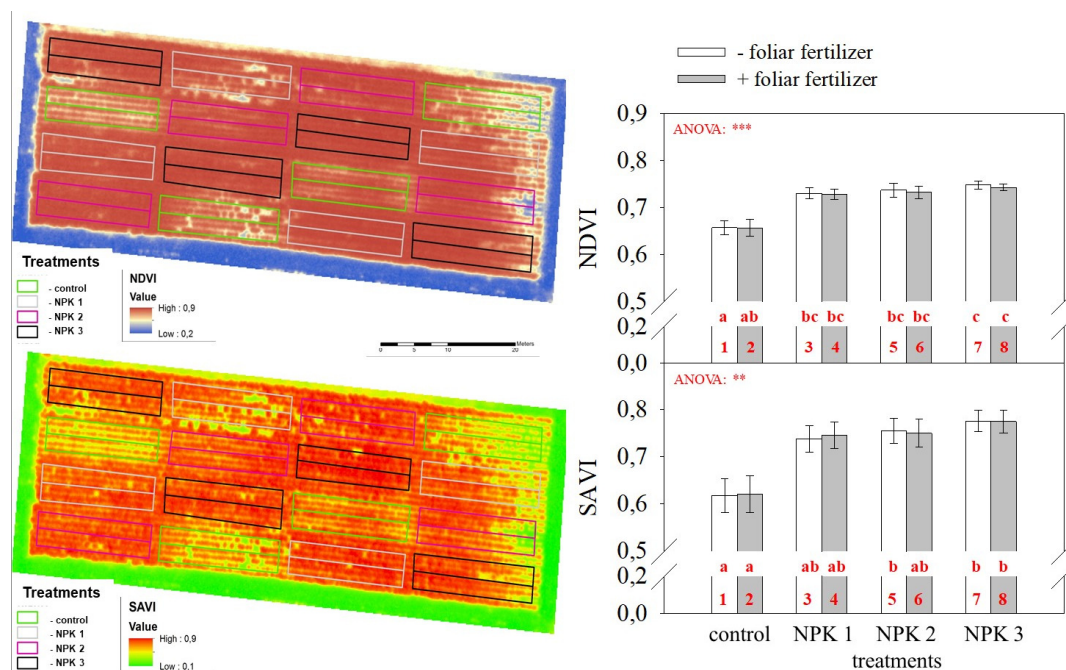 Treatments
- control
- NPK 1
- NPK 2
- NPK 3
NDVI
Value
High : 0,9
Low : 0,2
Meters
0 5 10 20
Treatments
- control
- NPK 1
- NPK 2
- NPK 3
SAVI
Value
High : 0,9
Low : 0,1
- foliar fertilizer
+ foliar fertilizer
NDVI
0,9
0,8
0,7
0,6
0,5
0,2
0,0
ANOVA: ***
a ab bc bc bc bc c c
1 2 3 4 5 6 7 8
SAVI
0,8
0,7
0,6
0,5
0,2
0,0
ANOVA: **
a a ab ab b ab b b
1 2 3 4 5 6 7 8
control NPK 1 NPK 2 NPK 3
treatments